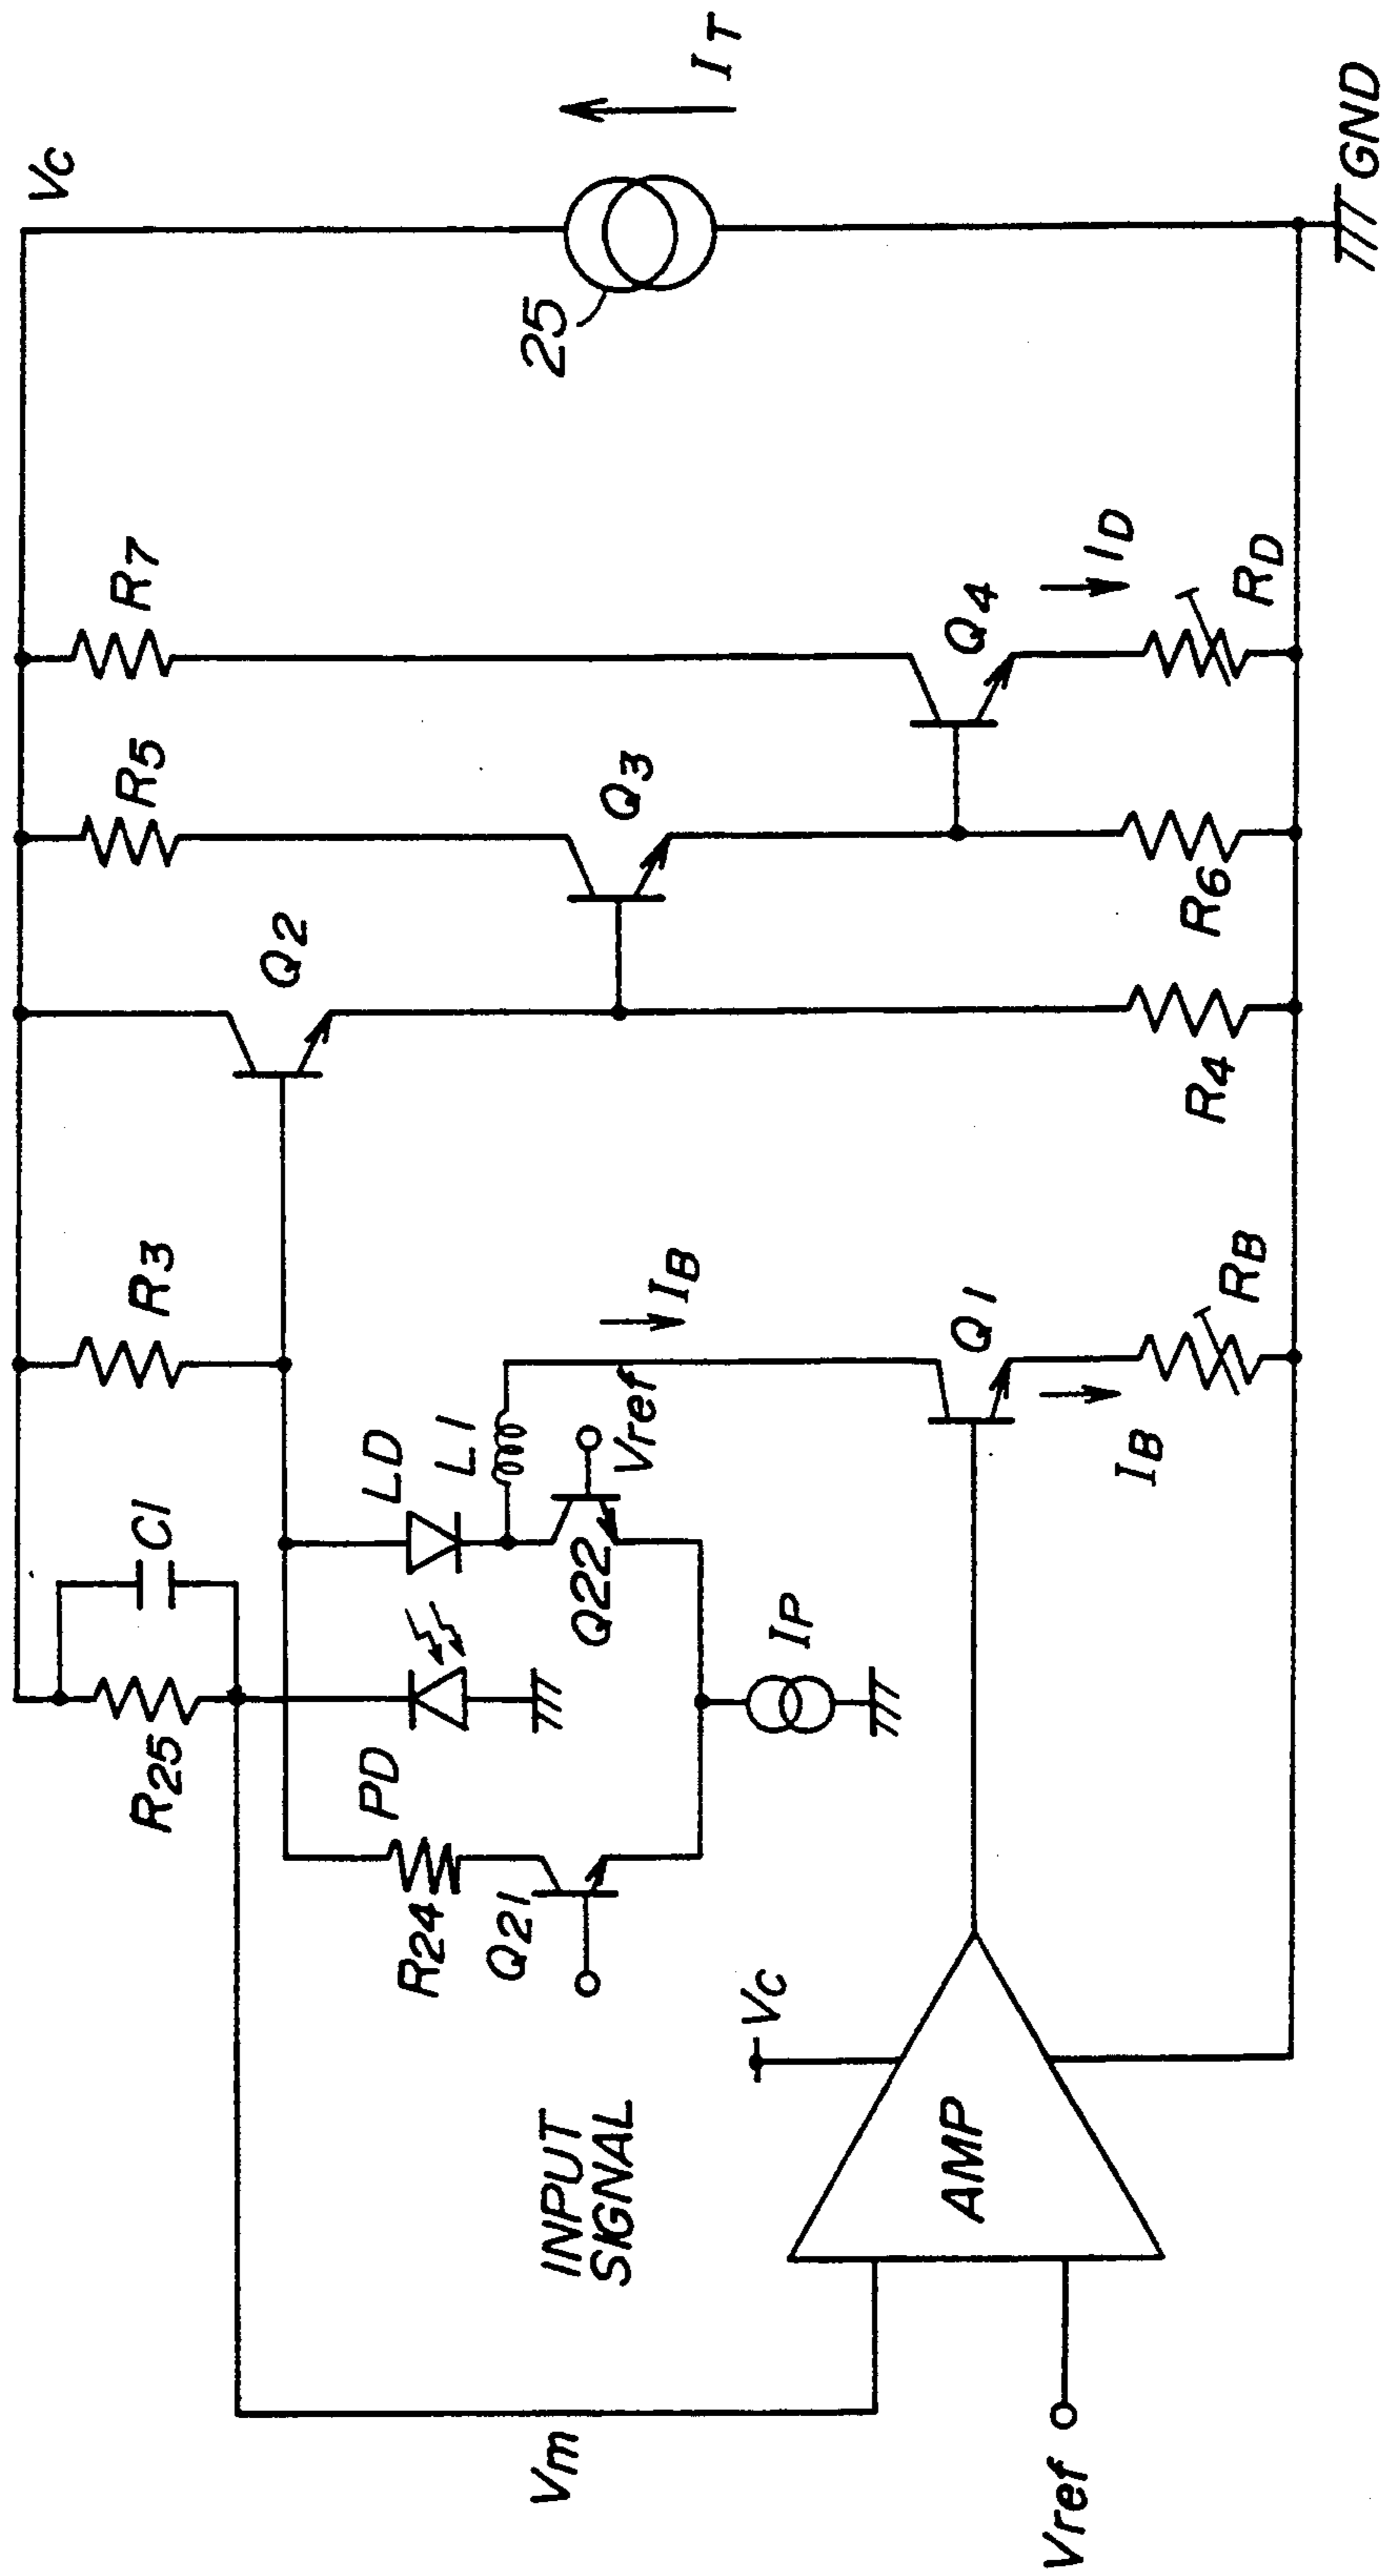 Vc
IT
25
GND
R7
R5
Q3
Q4
ID
RD
R6
Q2
R4
R3
IB
Q1
RB
IB
LD
L1
Vref
C1
Q22
IP
R25
PD
R24
Q21
Vc
INPUT
SIGNAL
AMP
Vm
Vref